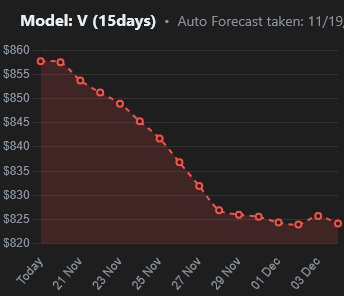 Model: V (15days) • Auto Forecast taken: 11/19/
$860
$855
$850
$845
$840
$835
$830
$825
$820
Today
21 Nov
23 Nov
25 Nov
27 Nov
29 Nov
01 Dec
03 Dec